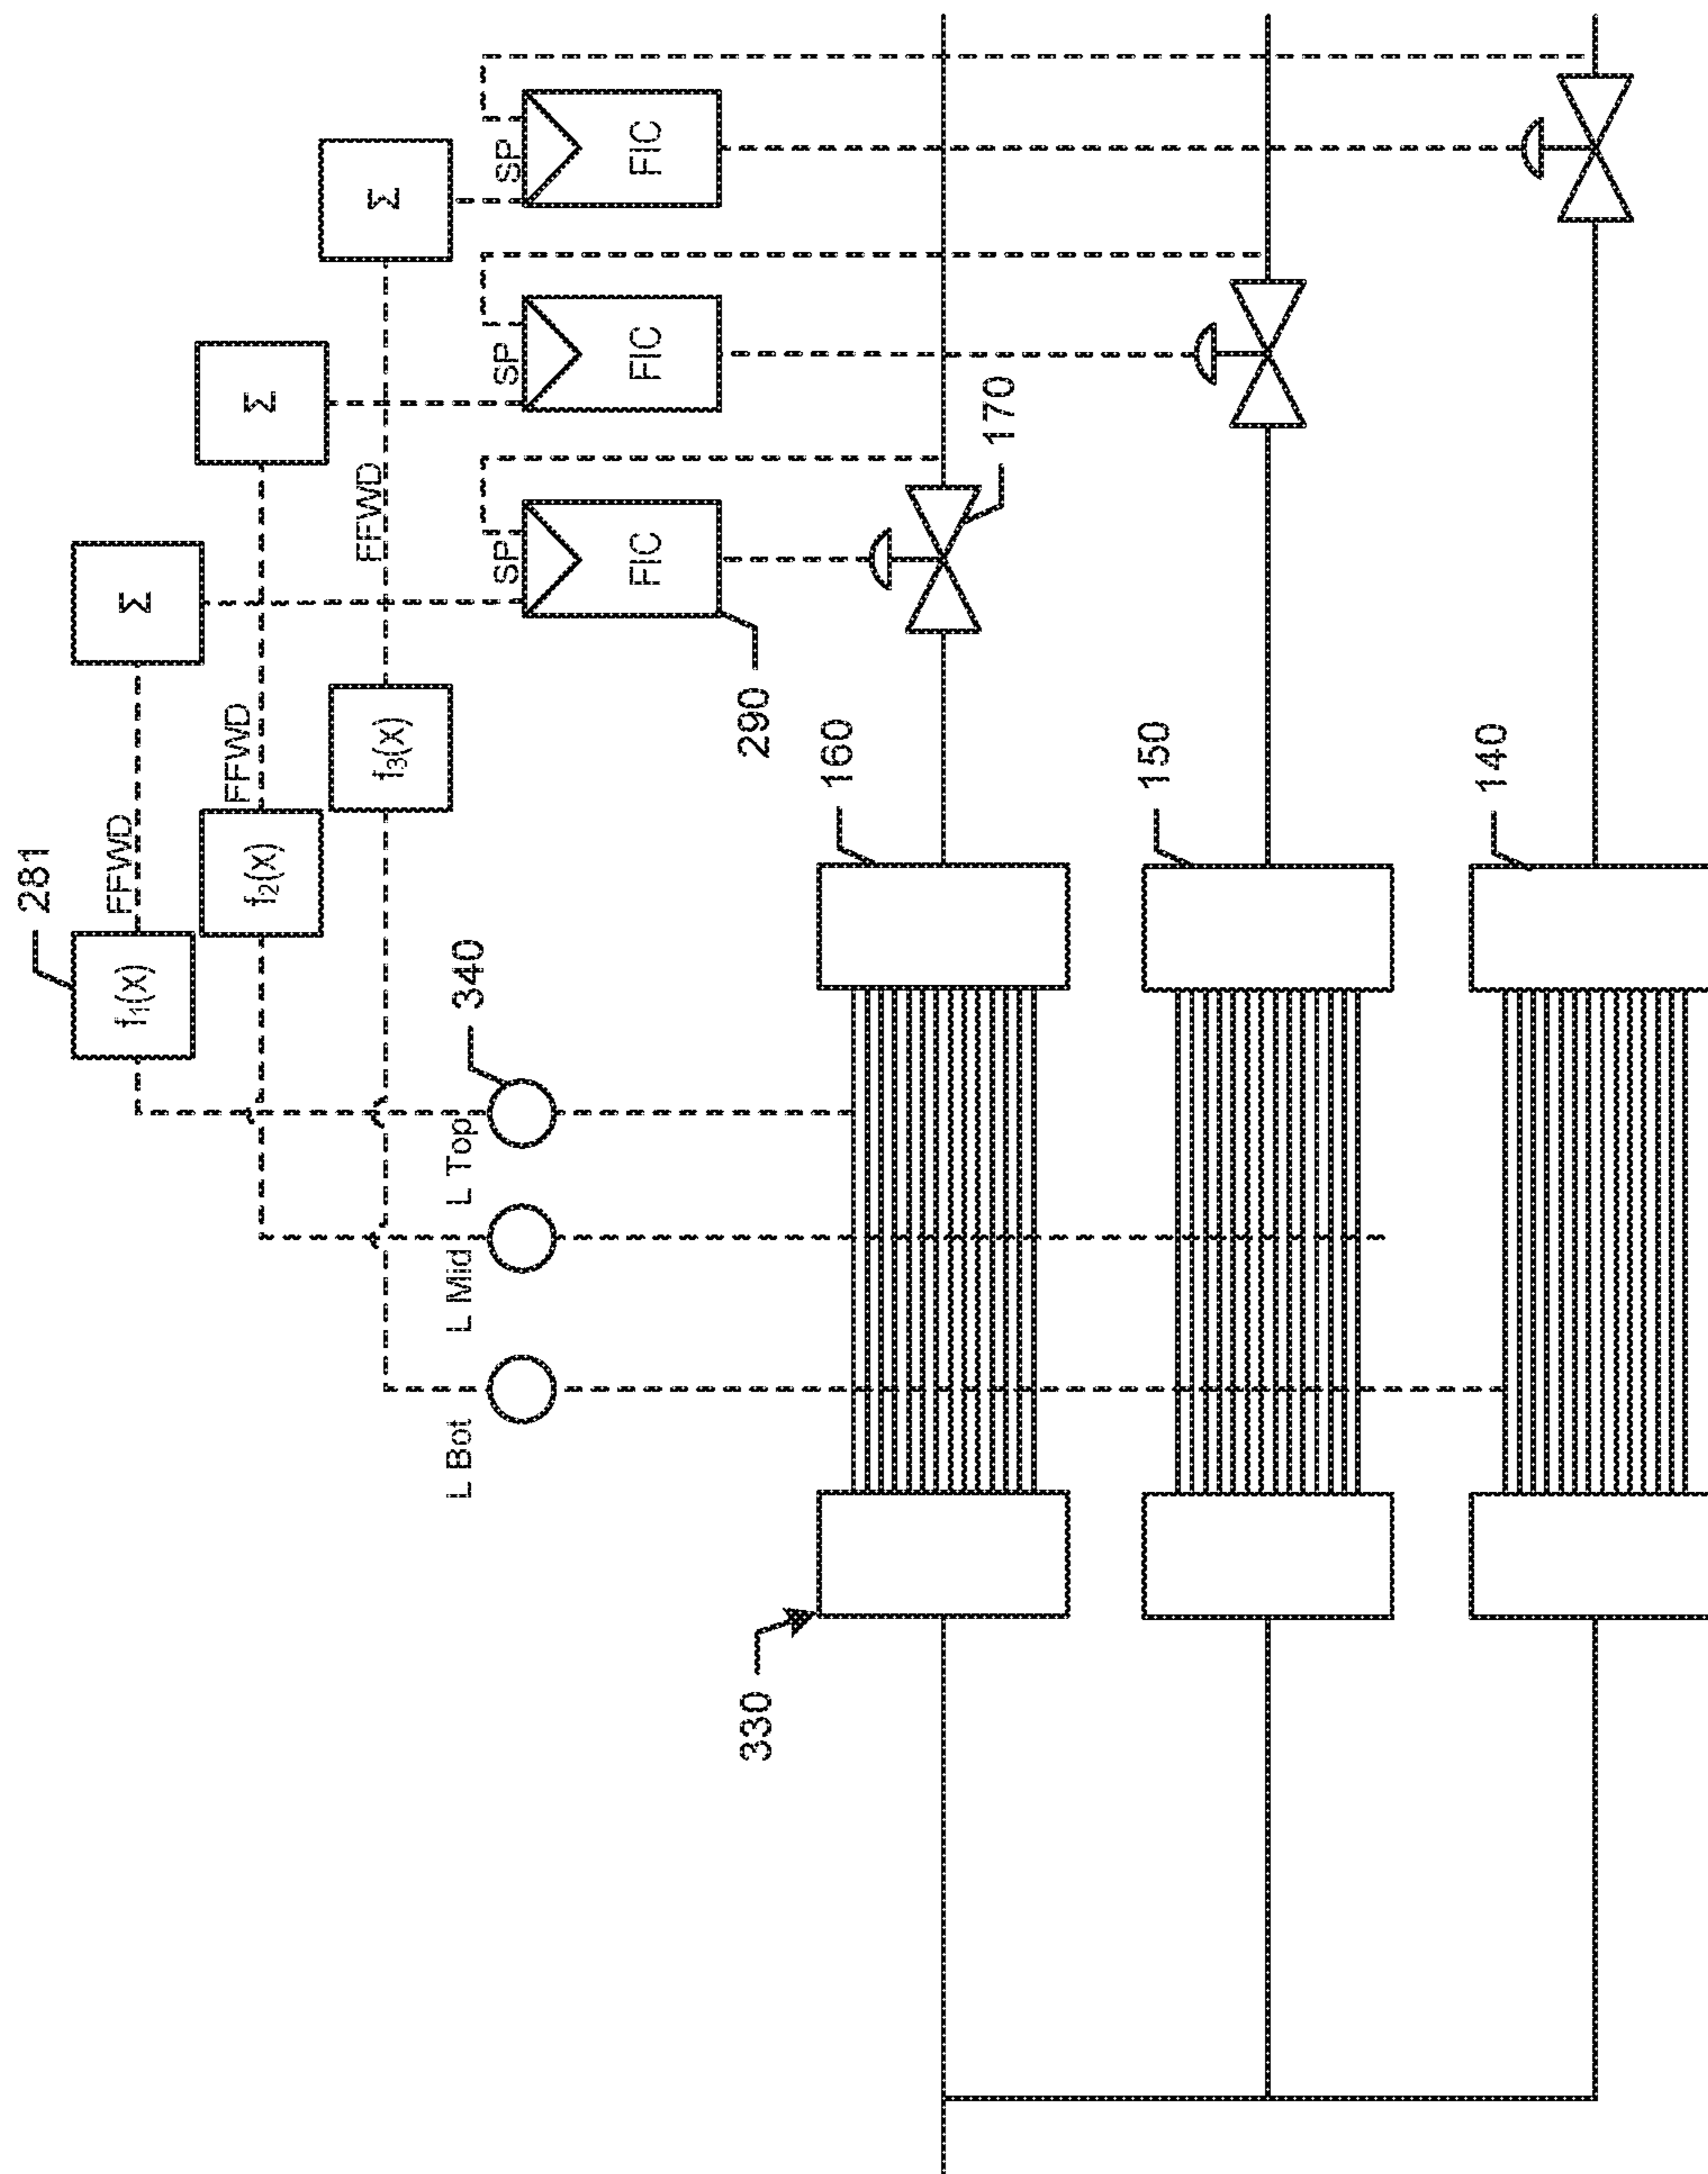 281
f₁(x)
FFWD
Σ
f₂(x)
FFWD
Σ
f₃(x)
FFWD
Σ
L Bot
L Mid
L Top
340
SP
FIC
SP
FIC
SP
FIC
290
170
330
160
150
140